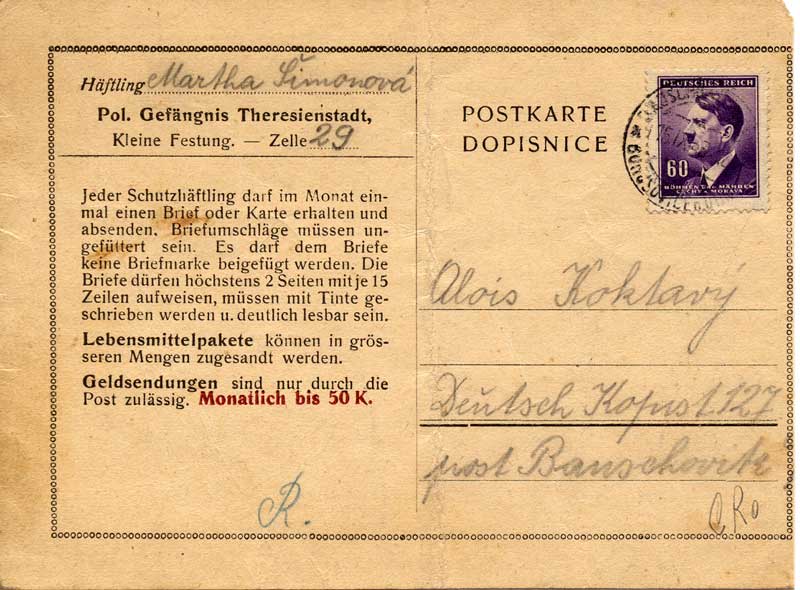 Häftling Martha Šimonová
Pol. Gefängnis Theresienstadt,
Kleine Festung. — Zelle 29
Jeder Schutzhäftling darf im Monat ein-
mal einen Brief oder Karte erhalten und
absenden. Briefumschläge müssen un-
gefüttert sein. Es darf dem Briefe
keine Briefmarke beigefügt werden. Die
Briefe dürfen höchstens 2 Seiten mit je 15
Zeilen aufweisen, müssen mit Tinte ge-
schrieben werden u. deutlich lesbar sein.
Lebensmittelpakete können in grös-
seren Mengen zugesandt werden.
Geldsendungen sind nur durch die
Post zulässig. Monatlich bis 50 K.
R.
POSTKARTE
DOPISNICE
DEUTSCHES REICH
60
BÖHMEN U. MÄHREN
ČECHY A MORAVA
Alois Koktavý
Deutsch Kopist 127
post Bauschovitz